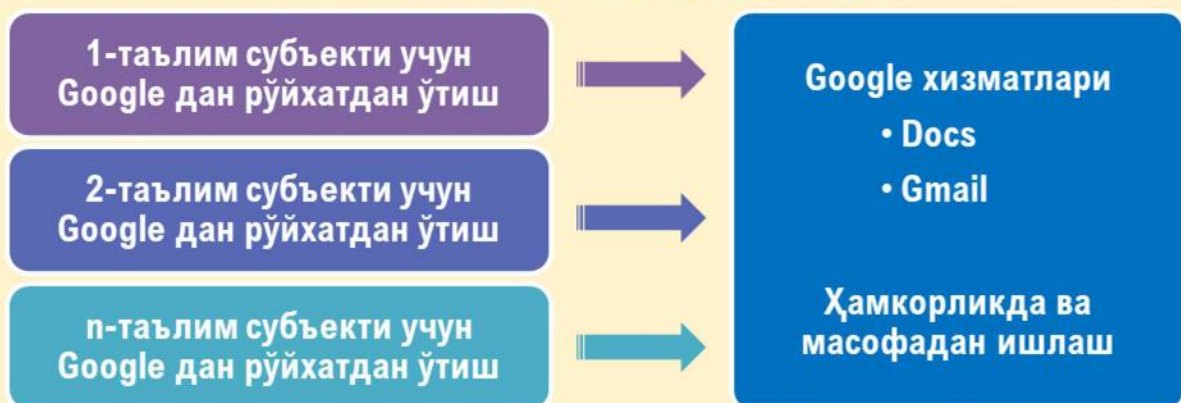 1-таълим субъекти учун
Google дан рўйхатдан ўтиш
2-таълим субъекти учун
Google дан рўйхатдан ўтиш
n-таълим субъекти учун
Google дан рўйхатдан ўтиш
Google хизматлари
• Docs
• Gmail
Ҳамкорликда ва
масофадан ишлаш